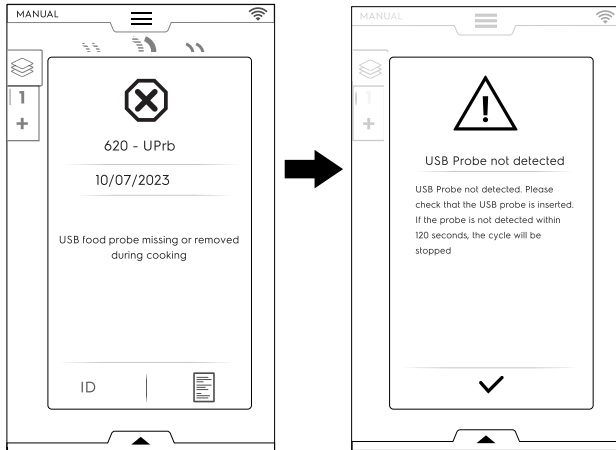 MANUAL
1
+
620 - UPrb
10/07/2023
USB food probe missing or removed
during cooking
ID
MANUAL
1
+
USB Probe not detected
USB Probe not detected. Please
check that the USB probe is inserted.
If the probe is not detected within
120 seconds, the cycle will be
stopped